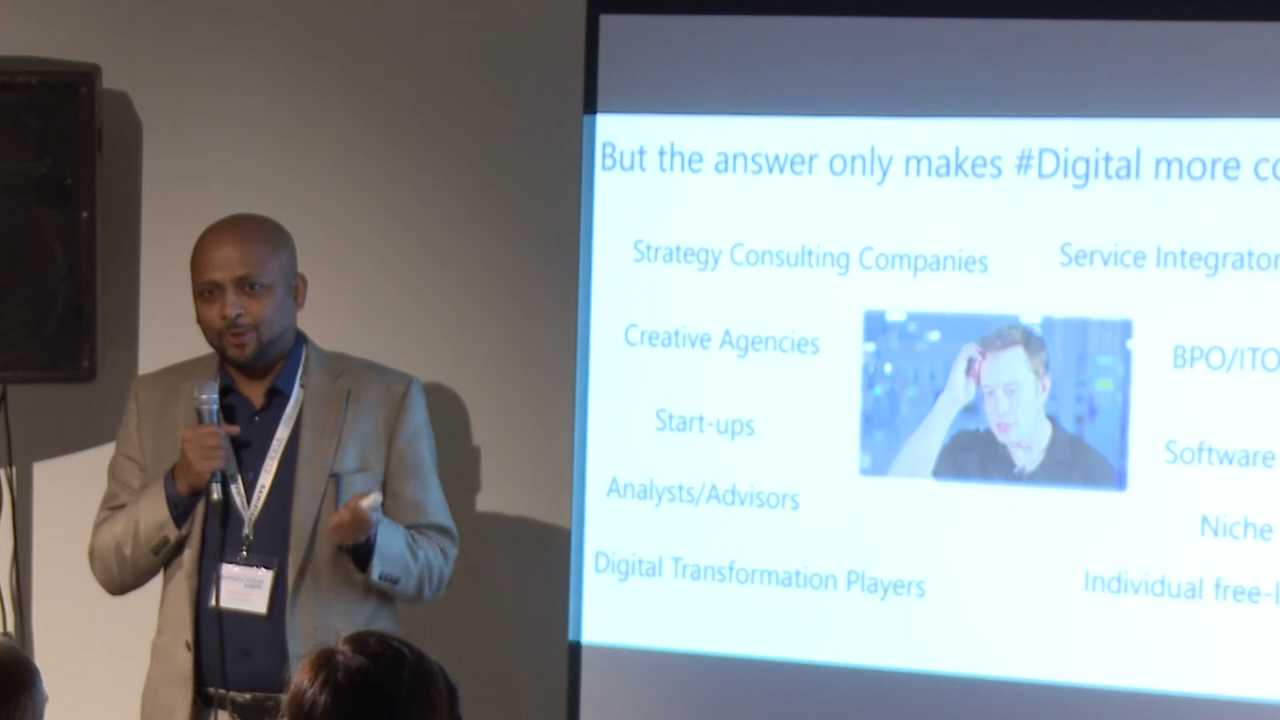 But the answer only makes #Digital more co
Strategy Consulting Companies
Service Integrator
Creative Agencies
BPO/ITO
Start-ups
Software
Analysts/Advisors
Niche
Digital Transformation Players
Individual free-l